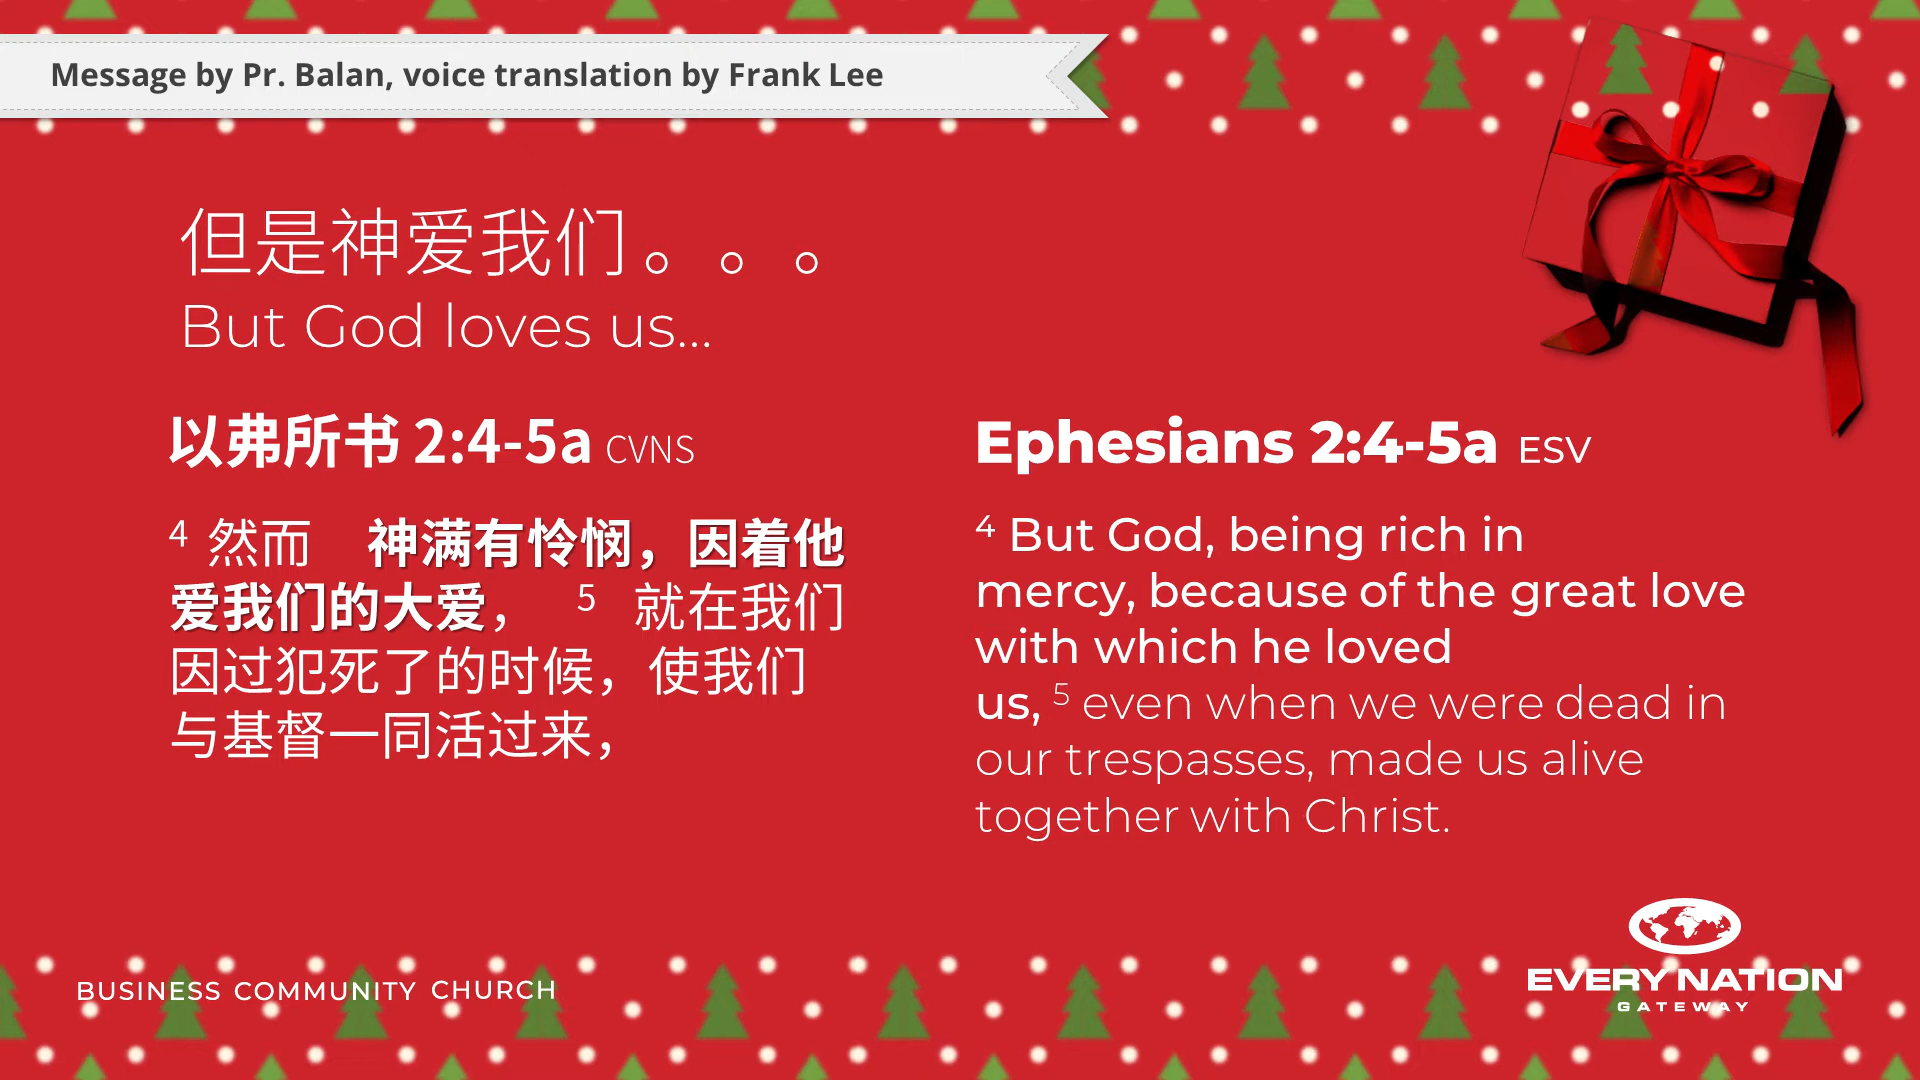 Message by Pr. Balan, voice translation by Frank Lee
但是神爱我们。。。
But God loves us...
以弗所书 2:4-5a CVNS
4 然而　神满有怜悯，因着他
爱我们的大爱， 5 就在我们
因过犯死了的时候，使我们
与基督一同活过来，
Ephesians 2:4-5a ESV
4 But God, being rich in
mercy, because of the great love
with which he loved
us, 5 even when we were dead in
our trespasses, made us alive
together with Christ.
BUSINESS COMMUNITY CHURCH
EVERY NATION
GATEWAY